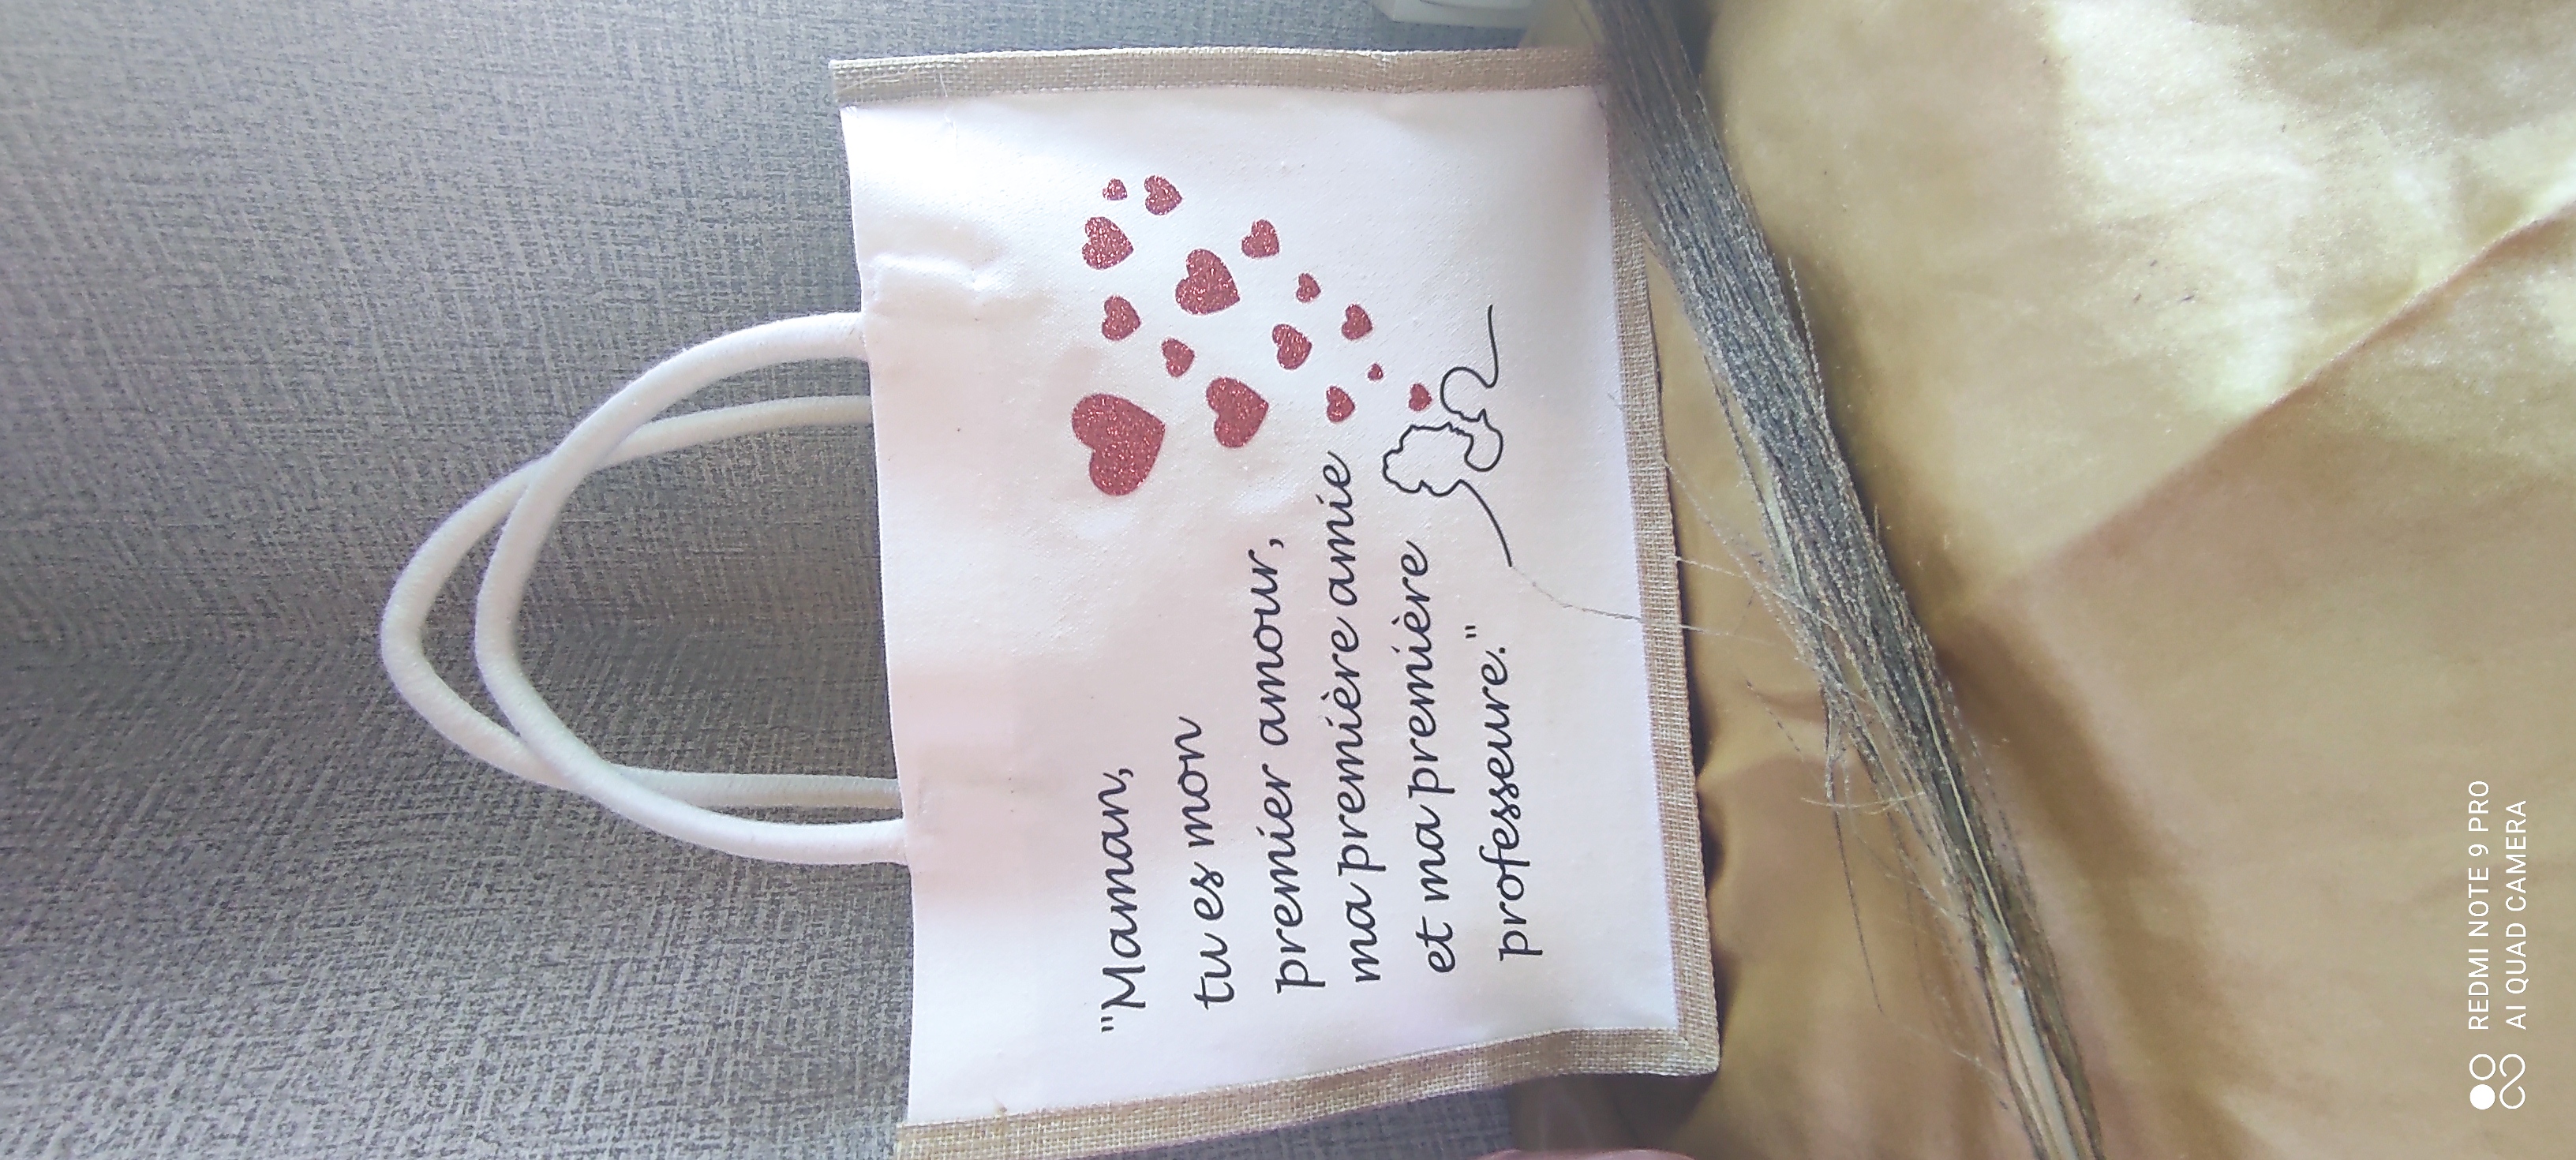 "Maman,
tu es mon
premier amour,
ma première amie
et ma première
professeure."
REDMI NOTE 9 PRO
AI QUAD CAMERA